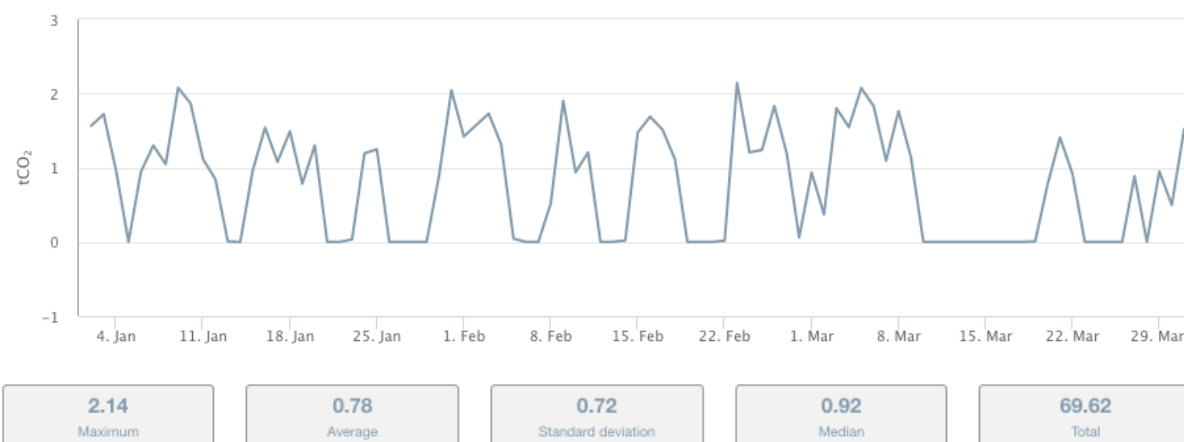 3
2
1
0
−1
tCO₂
4. Jan 11. Jan 18. Jan 25. Jan 1. Feb 8. Feb 15. Feb 22. Feb 1. Mar 8. Mar 15. Mar 22. Mar 29. Mar
2.14 0.78 0.72 0.92 69.62
Maximum Average Standard deviation Median Total